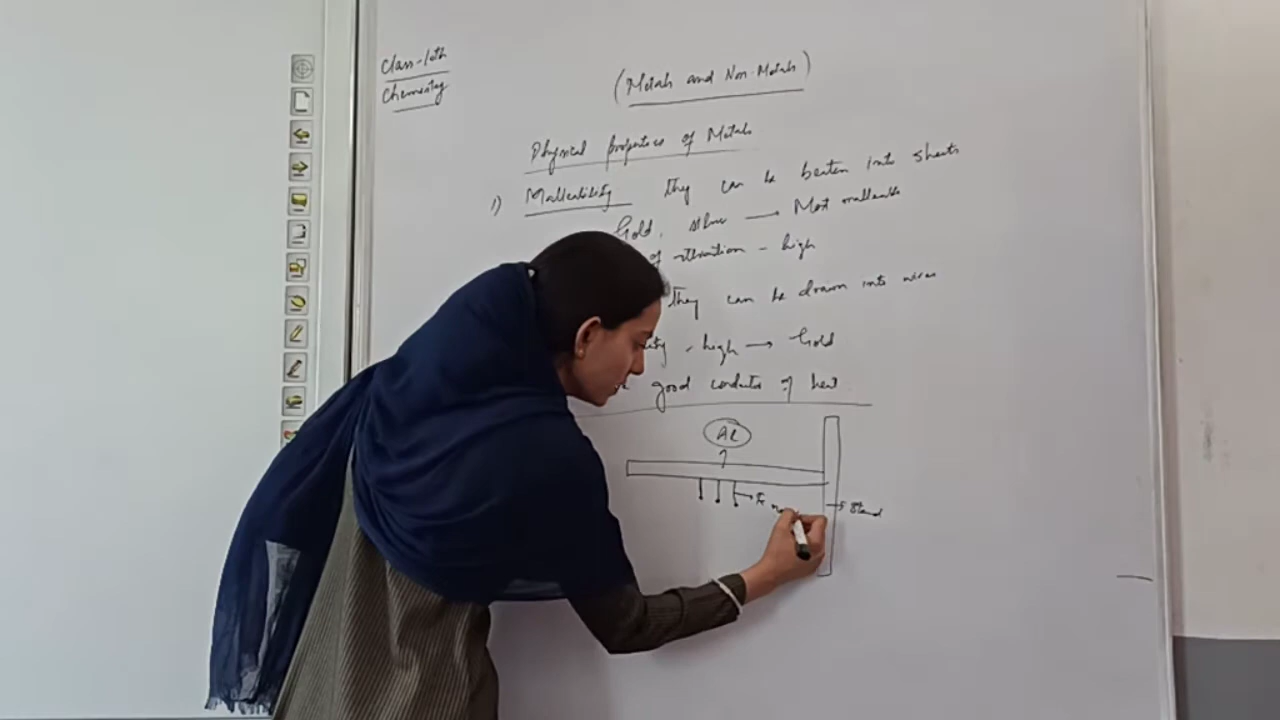 Class-10th
Chemistry
(Metals and Non-Metals)
Physical properties of Metals
1) Malleability They can be beaten into sheets
Gold, silver → Most malleable
of - high
They can be drawn into wires
- high → Gold
good conductor of heat
Al
Fe
Stand